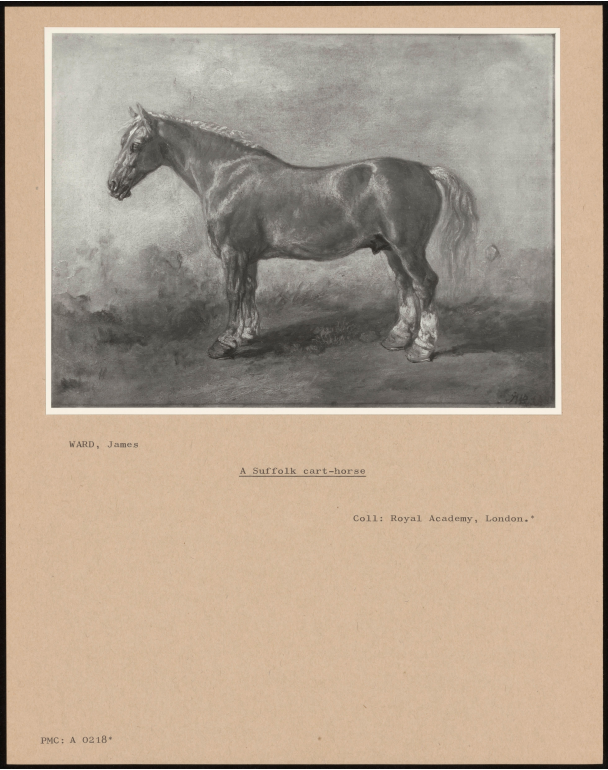 WARD, James
A Suffolk cart-horse
Coll: Royal Academy, London.*
PMC: A 0218*